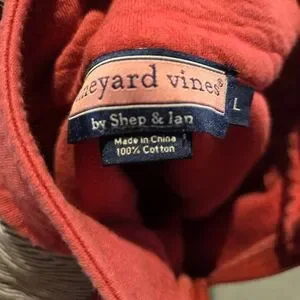 neyard vines®
L
by Shep & Ian
Made in China
100% Cotton